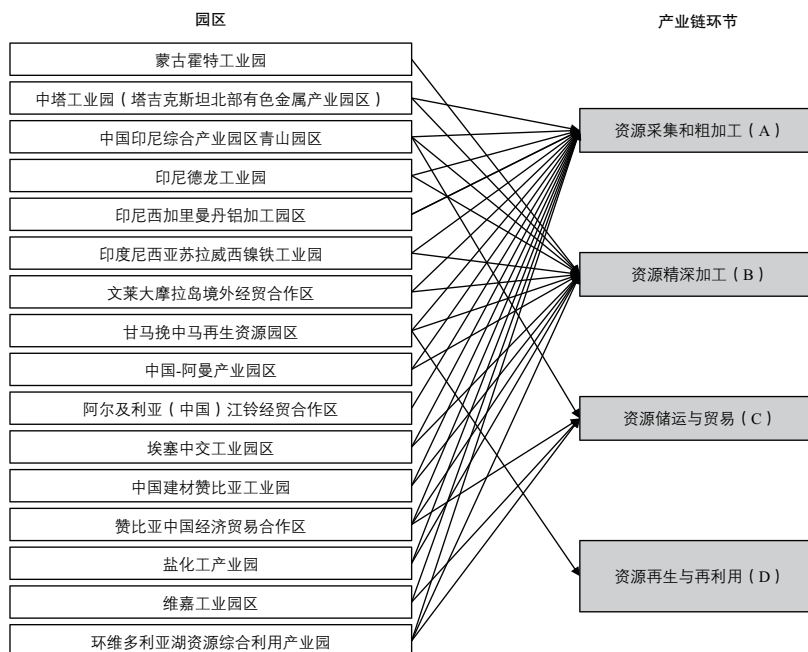 园区
产业链环节
蒙古霍特工业园
中塔工业园（塔吉克斯坦北部有色金属产业园区）
中国印尼综合产业园区青山园区
印尼德龙工业园
印尼西加里曼丹铝加工园区
印度尼西亚苏拉威西镍铁工业园
文莱大摩拉岛境外经贸合作区
甘马挽中马再生资源园区
中国-阿曼产业园区
阿尔及利亚（中国）江铃经贸合作区
埃塞中交工业园区
中国建材赞比亚工业园
赞比亚中国经济贸易合作区
盐化工产业园
维嘉工业园区
环维多利亚湖资源综合利用产业园
资源采集和粗加工（A）
资源精深加工（B）
资源储运与贸易（C）
资源再生与再利用（D）